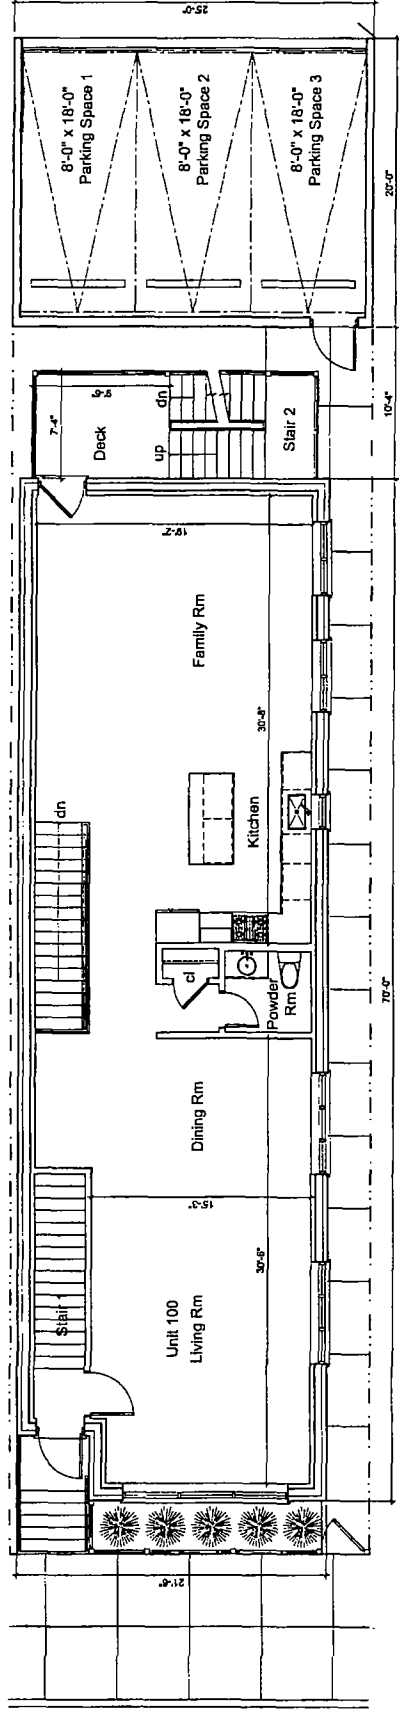 25'-0"
8'-0" x 18'-0"
Parking Space 1
8'-0" x 18'-0"
Parking Space 2
8'-0" x 18'-0"
Parking Space 3
20'-0"
9'-6"
7'-4"
Deck
dn
up
Stair 2
10'-4"
19'-2"
Family Rm
30'-8"
Kitchen
dn
cl
Powder
Rm
70'-0"
Dining Rm
15'-3"
30'-6"
Stair 1
Unit 100
Living Rm
21'-6"